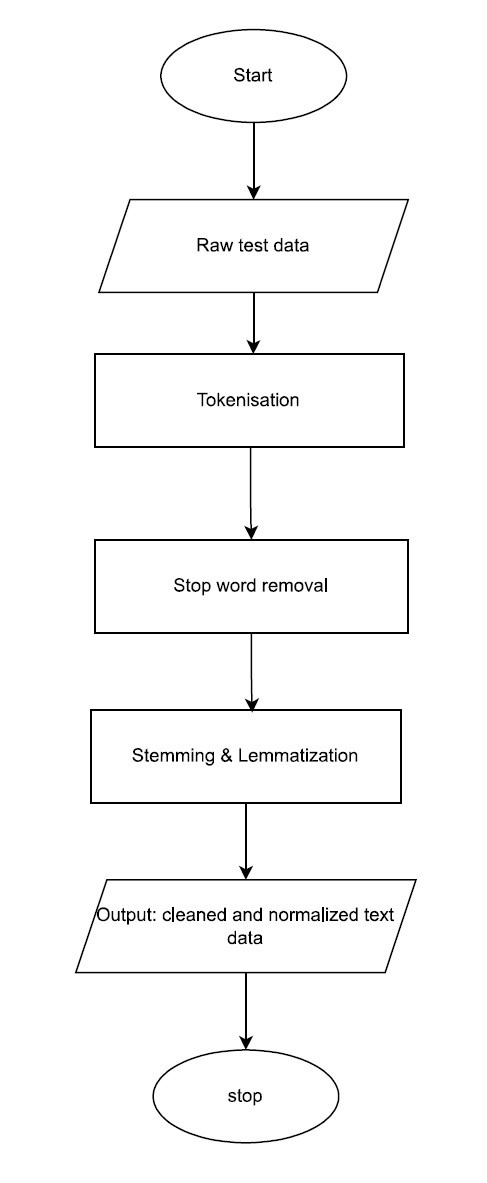 Start
Raw test data
Tokenisation
Stop word removal
Stemming & Lemmatization
Output: cleaned and normalized text
data
stop